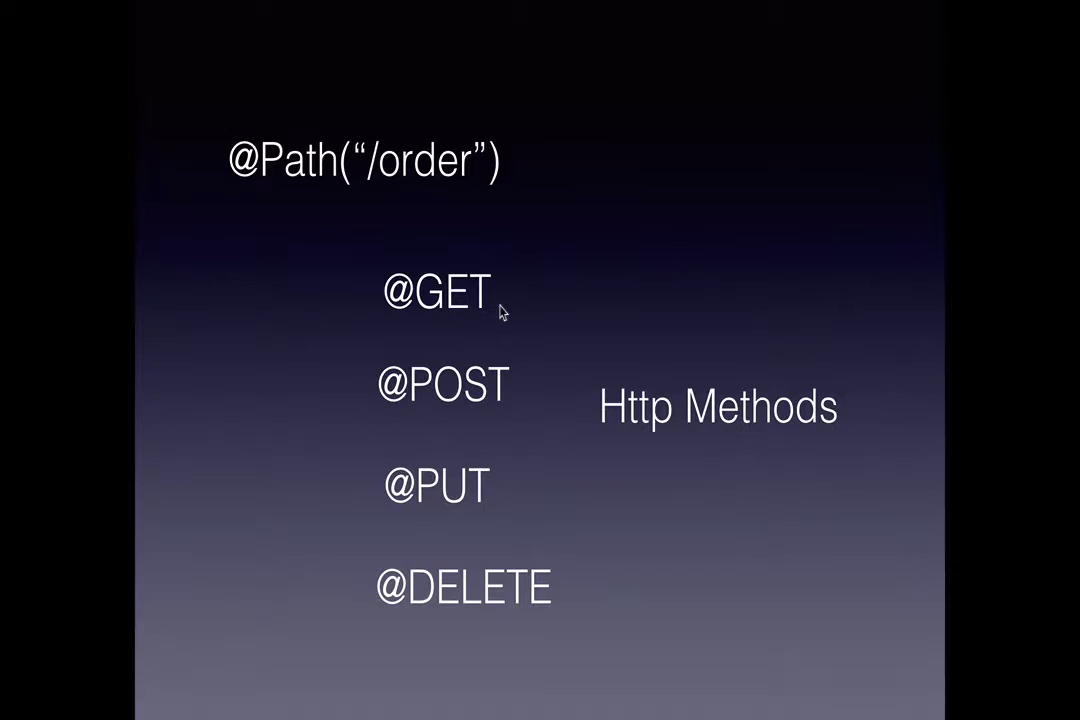 @Path(“/order”)
@GET
@POST
Http Methods
@PUT
@DELETE